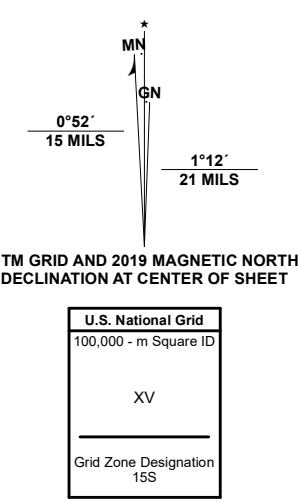 MN
GN
0°52´
15 MILS
1°12´
21 MILS
TM GRID AND 2019 MAGNETIC NORTH
DECLINATION AT CENTER OF SHEET
U.S. National Grid
100,000 - m Square ID
XV
Grid Zone Designation
15S